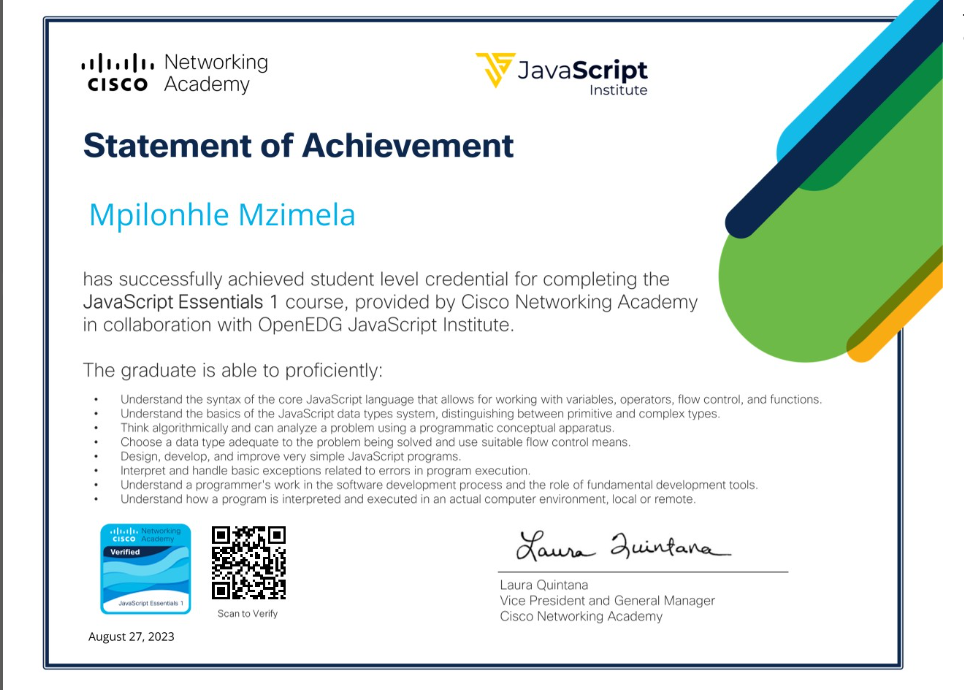 Networking
CISCO Academy
JavaScript
Institute
Statement of Achievement
Mpilonhle Mzimela
has successfully achieved student level credential for completing the
JavaScript Essentials 1 course, provided by Cisco Networking Academy
in collaboration with OpenEDG JavaScript Institute.
The graduate is able to proficiently:
• Understand the syntax of the core JavaScript language that allows for working with variables, operators, flow control, and functions.
• Understand the basics of the JavaScript data types system, distinguishing between primitive and complex types.
• Think algorithmically and can analyze a problem using a programmatic conceptual apparatus.
• Choose a data type adequate to the problem being solved and use suitable flow control means.
• Design, develop, and improve very simple JavaScript programs.
• Interpret and handle basic exceptions related to errors in program execution.
• Understand a programmer's work in the software development process and the role of fundamental development tools.
• Understand how a program is interpreted and executed in an actual computer environment, local or remote.
Networking
CISCO Academy
Verified
JavaScript Essentials 1
Scan to Verify
August 27, 2023
Laura Quintana
Laura Quintana
Vice President and General Manager
Cisco Networking Academy